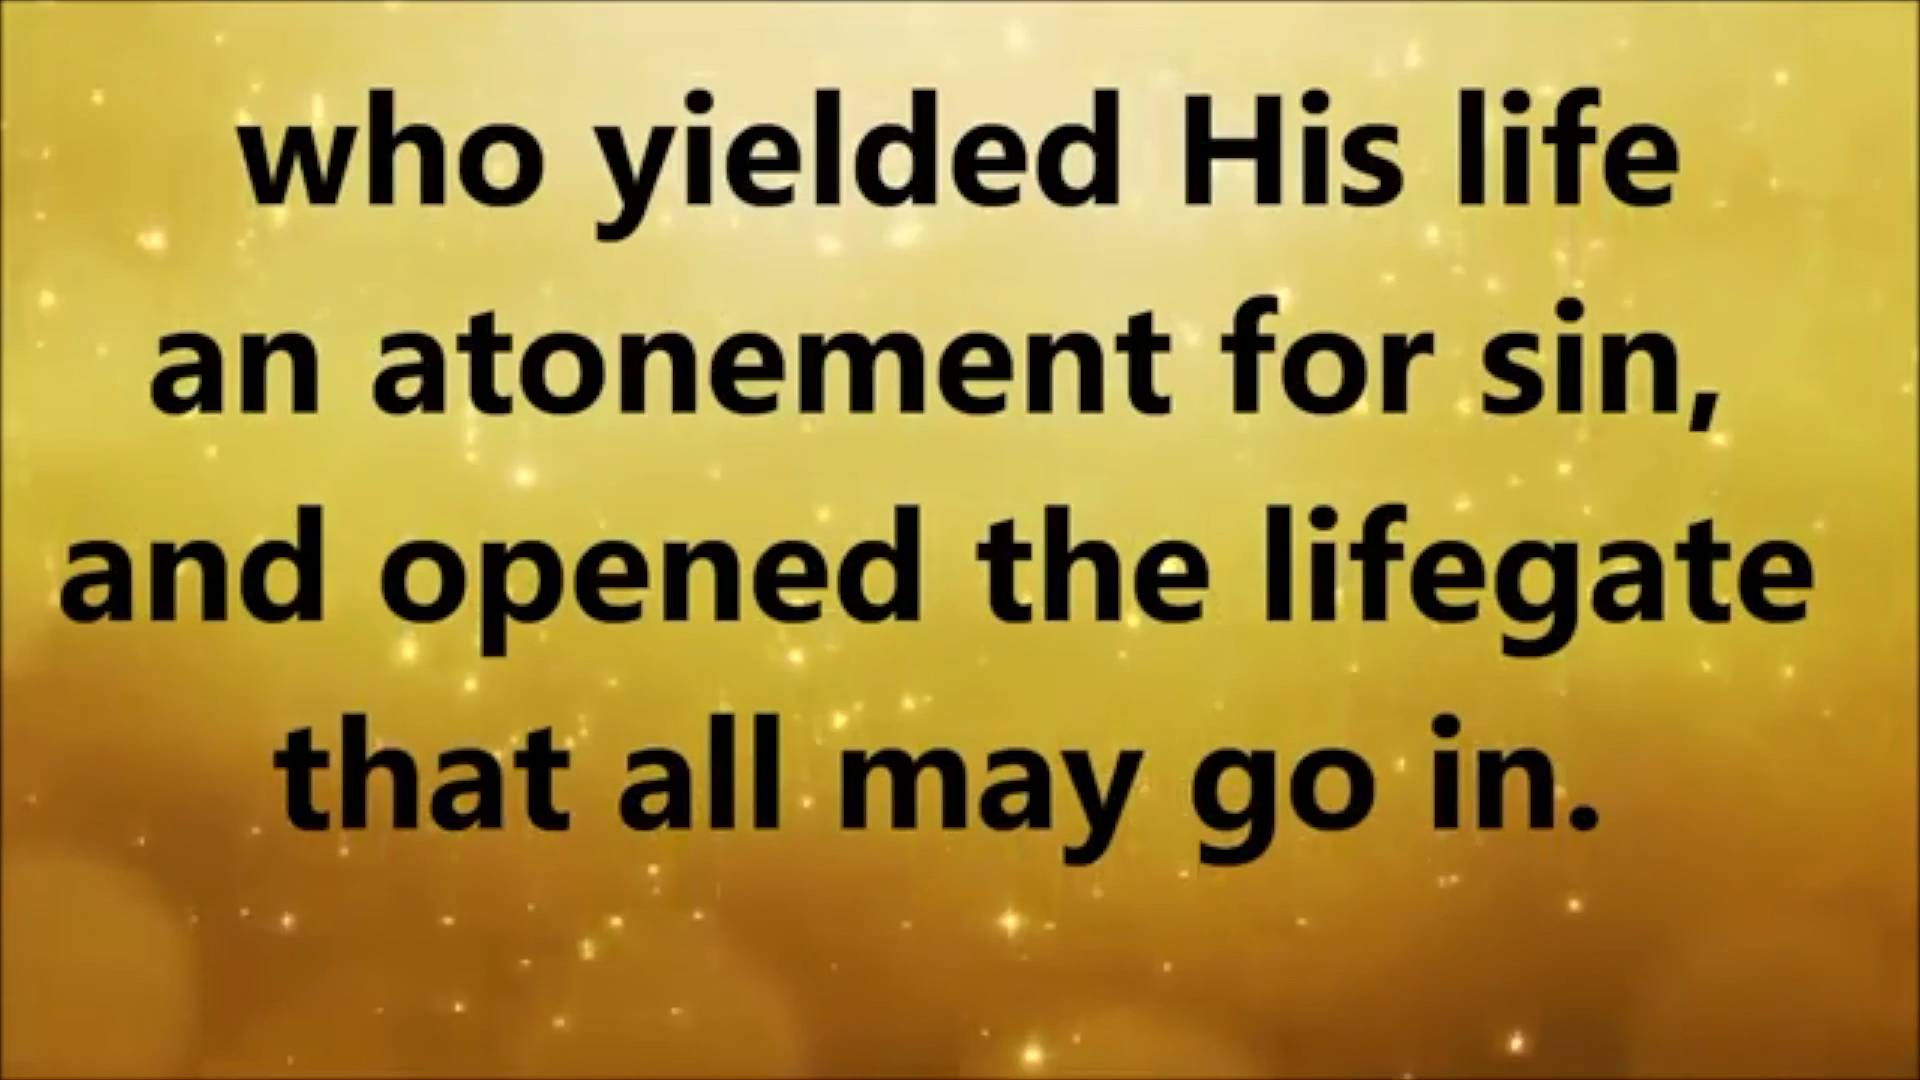 who yielded His life
an atonement for sin,
and opened the lifegate
that all may go in.